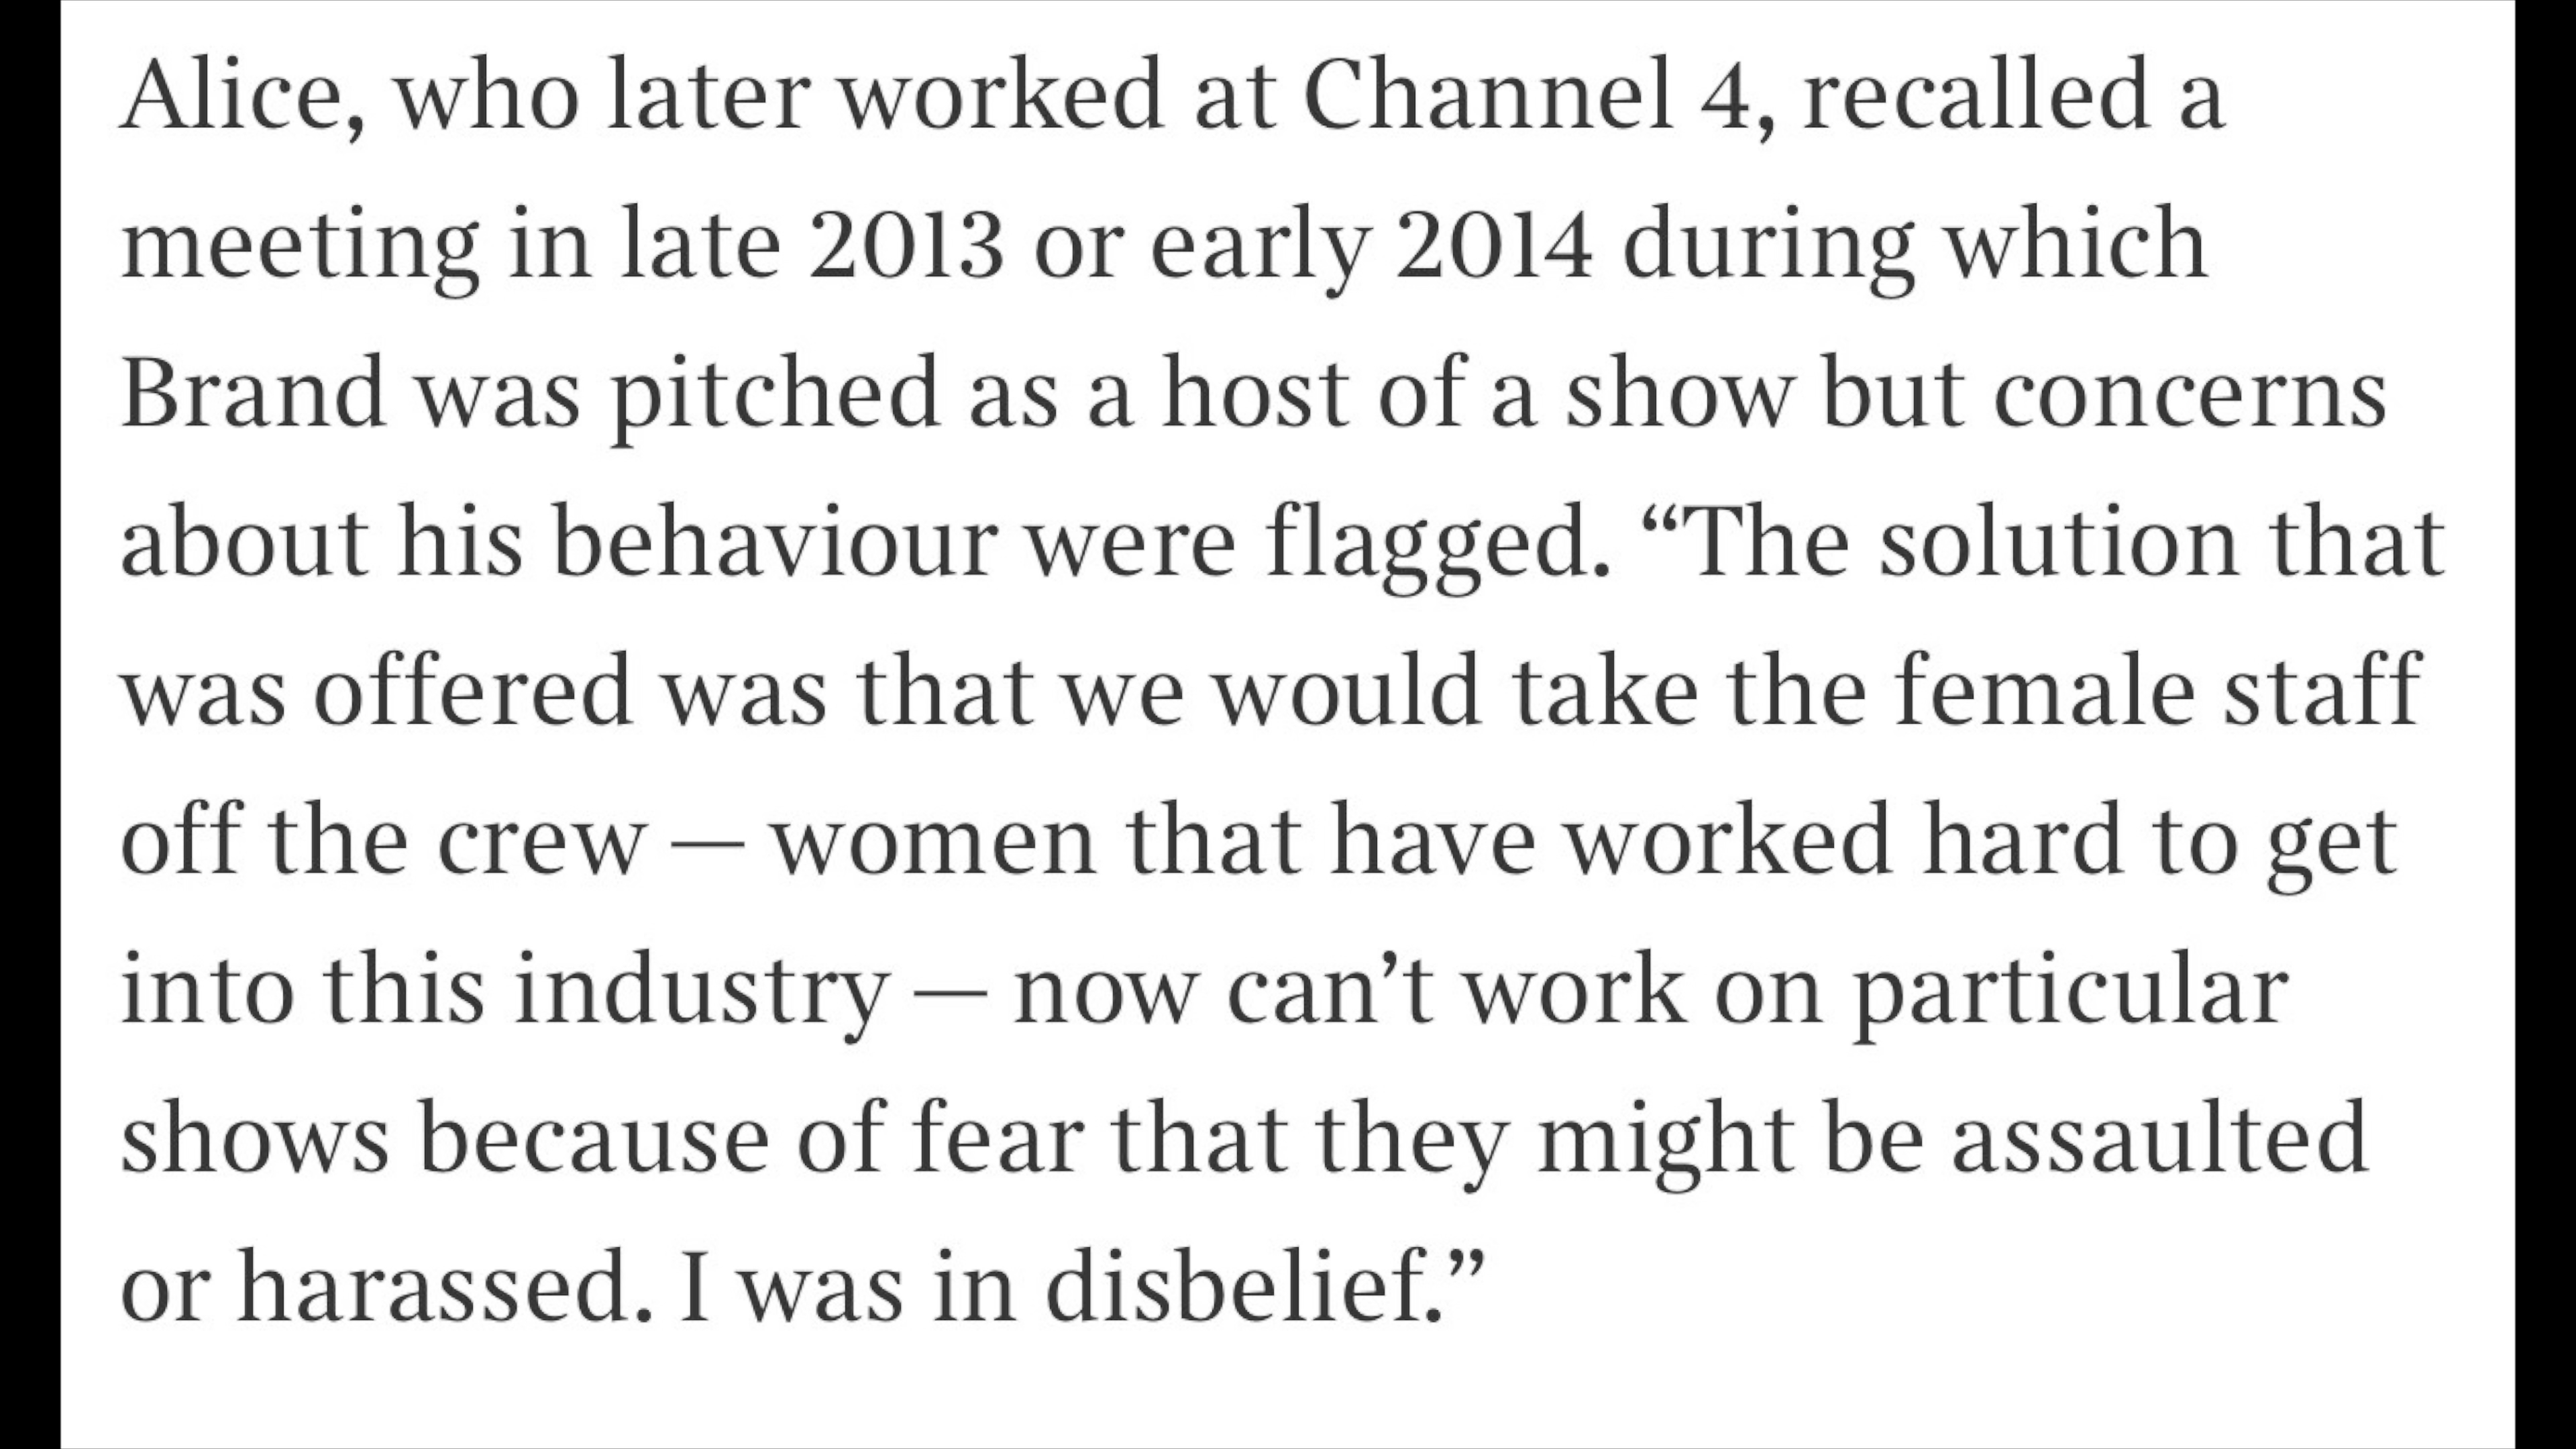 Alice, who later worked at Channel 4, recalled a
meeting in late 2013 or early 2014 during which
Brand was pitched as a host of a show but concerns
about his behaviour were flagged. “The solution that
was offered was that we would take the female staff
off the crew — women that have worked hard to get
into this industry — now can’t work on particular
shows because of fear that they might be assaulted
or harassed. I was in disbelief.”